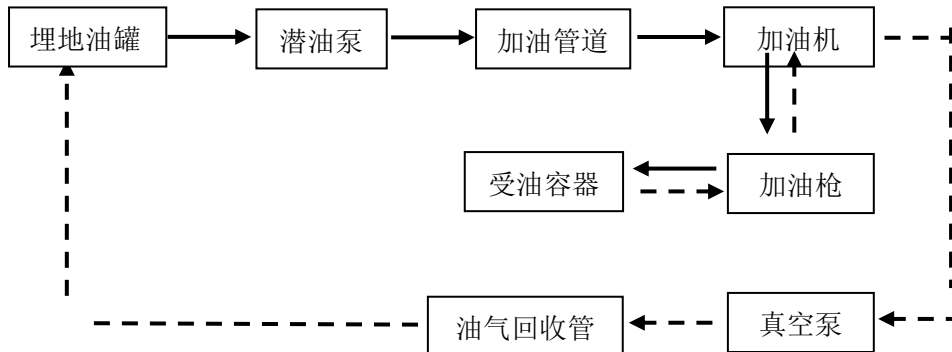 埋地油罐
潜油泵
加油管道
加油机
受油容器
加油枪
油气回收管
真空泵